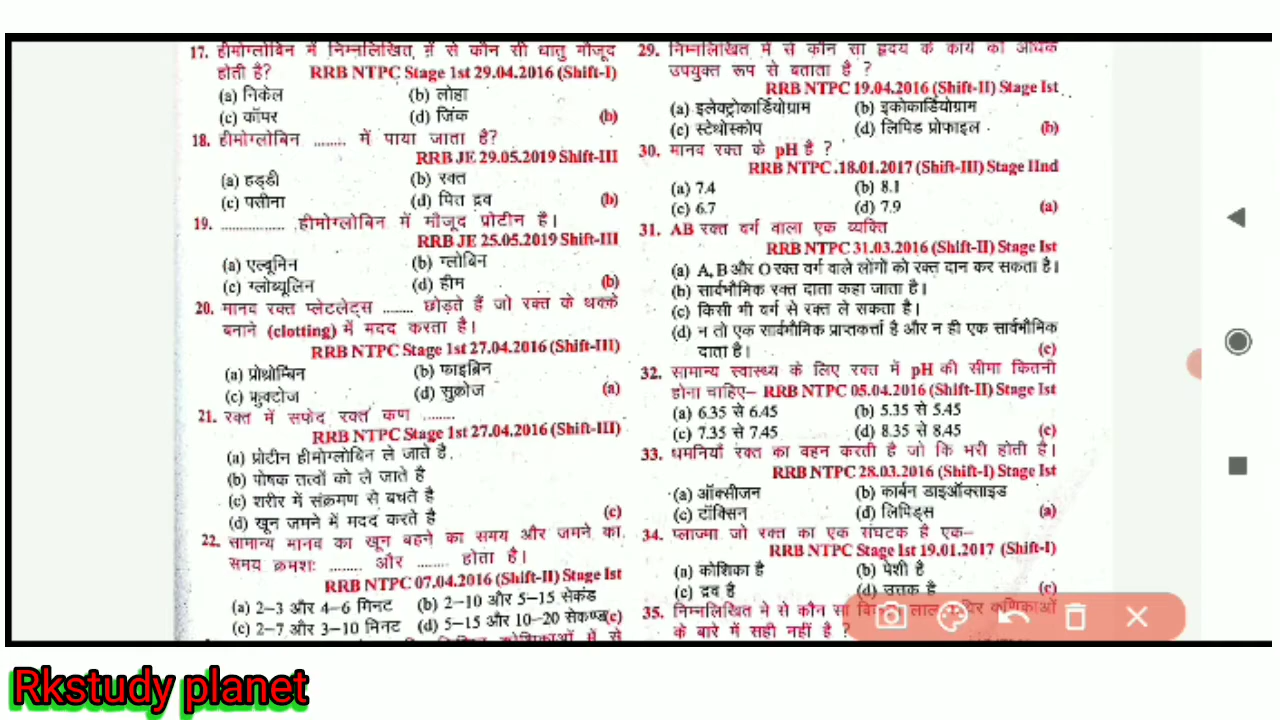 17. हीमोग्लोबिन में निम्नलिखित में से कौन सी धातु मौजूद
होती है? RRB NTPC Stage 1st 29.04.2016 (Shift-I)
(a) निकेल (b) लोहा
(c) कॉपर (d) जिंक (b)
18. हीमोग्लोबिन ........ में पाया जाता है?
RRB JE 29.05.2019 Shift-III
(a) हड्डी (b) रक्त
(c) पसीना (d) पित्त द्रव (b)
19. ................ हीमोग्लोबिन में मौजूद प्रोटीन है।
RRB JE 25.05.2019 Shift-III
(a) एल्बूमिन (b) ग्लोबिन
(c) ग्लोब्यूलिन (d) हीम (b)
20. मानव रक्त प्लेटलेट्स ........ छोड़ते हैं जो रक्त के थक्के
बनाने (clotting) में मदद करता है।
RRB NTPC Stage 1st 27.04.2016 (Shift-III)
(a) प्रोथ्रोम्बिन (b) फाइब्रिन
(c) फ्रुक्टोज (d) सुक्रोज (a)
21. रक्त में सफेद रक्त कण ........
RRB NTPC Stage 1st 27.04.2016 (Shift-III)
(a) प्रोटीन हीमोग्लोबिन ले जाते है.
(b) पोषक तत्वों को ले जाते है
(c) शरीर में संक्रमण से बचते है
(d) खून जमने में मदद करते है (c)
22. सामान्य मानव का खून बहने का समय और जमने का
समय क्रमशः ........ और ........ होता है।
RRB NTPC 07.04.2016 (Shift-II) Stage Ist
(a) 2-3 और 4-6 मिनट (b) 2-10 और 5-15 सेकंड
(c) 2-7 और 3-10 मिनट (d) 5-15 और 10-20 सेकण्ड(c)
कोशिकाओं में से
29. निम्नलिखित में से कौन सा हृदय के कार्य को अधिक
उपयुक्त रूप से बताता है ?
RRB NTPC 19.04.2016 (Shift-II) Stage Ist
(a) इलेक्ट्रोकार्डियोग्राम (b) इकोकार्डियोग्राम
(c) स्टेथोस्कोप (d) लिपिड प्रोफाइल (b)
30. मानव रक्त के pH है ?
RRB NTPC .18.01.2017 (Shift-III) Stage IInd
(a) 7.4 (b) 8.1
(c) 6.7 (d) 7.9 (a)
31. AB रक्त वर्ग वाला एक व्यक्ति
RRB NTPC 31.03.2016 (Shift-II) Stage Ist
(a) A, B और O रक्त वर्ग वाले लोगों को रक्त दान कर सकता है।
(b) सार्वभौमिक रक्त दाता कहा जाता है।
(c) किसी भी वर्ग से रक्त ले सकता है।
(d) न तो एक सार्वभौमिक प्राप्तकर्त्ता है और न ही एक सार्वभौमिक
दाता है। (c)
32. सामान्य स्वास्थ्य के लिए रक्त में pH की सीमा कितनी
होना चाहिए– RRB NTPC 05.04.2016 (Shift-II) Stage Ist
(a) 6.35 से 6.45 (b) 5.35 से 5.45
(c) 7.35 से 7.45 (d) 8.35 से 8.45 (c)
33. धमनियाँ रक्त का वहन करती है जो कि भरी होती है।
RRB NTPC 28.03.2016 (Shift-I) Stage Ist
(a) ऑक्सीजन (b) कार्बन डाइऑक्साइड
(c) टॉक्सिन (d) लिपिड्स (a)
34. प्लाज्मा जो रक्त का एक संघटक है एक–
RRB NTPC Stage Ist 19.01.2017 (Shift-I)
(a) कोशिका है (b) पेशी है
(c) द्रव है (d) उत्तक है (c)
35. निम्नलिखित मे से कौन सा लाल कणिकाओं
के बारे में सही नहीं है ?
Rkstudy planet